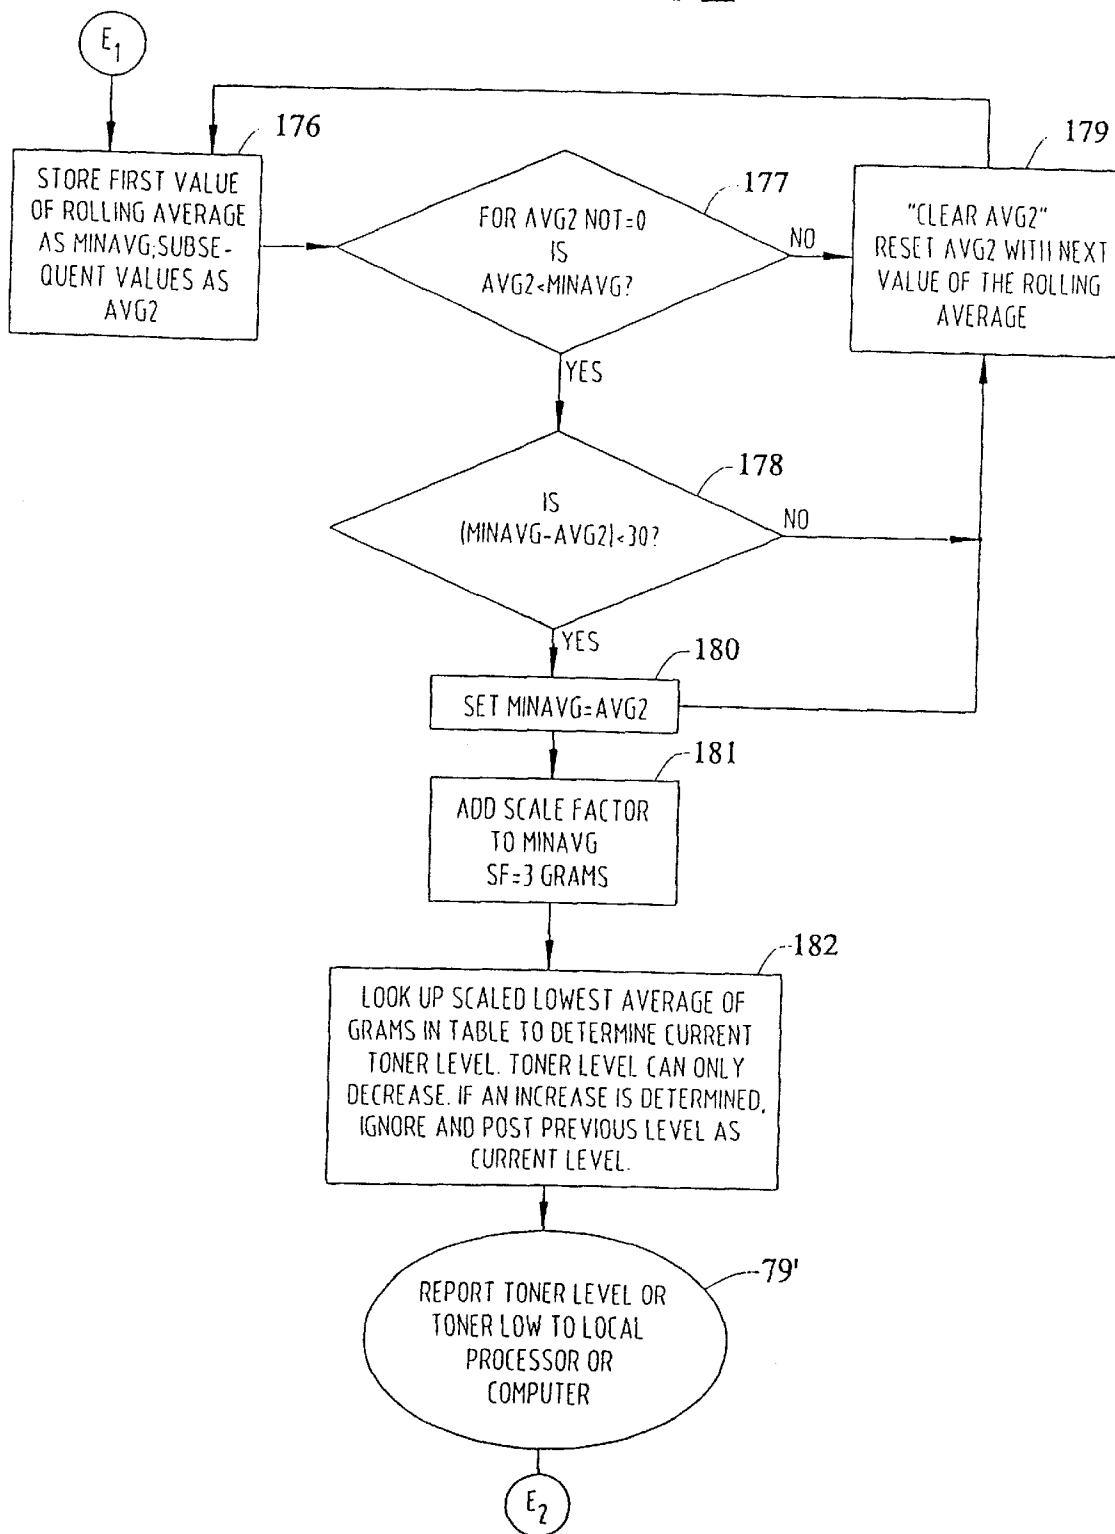 E1
176
STORE FIRST VALUE
OF ROLLING AVERAGE
AS MINAVG;SUBSE-
QUENT VALUES AS
AVG2
177
FOR AVG2 NOT=0
IS
AVG2<MINAVG?
NO
YES
179
"CLEAR AVG2"
RESET AVG2 WITH NEXT
VALUE OF THE ROLLING
AVERAGE
178
IS
(MINAVG-AVG2)<30?
NO
YES
180
SET MINAVG=AVG2
181
ADD SCALE FACTOR
TO MINAVG
SF=3 GRAMS
182
LOOK UP SCALED LOWEST AVERAGE OF
GRAMS IN TABLE TO DETERMINE CURRENT
TONER LEVEL. TONER LEVEL CAN ONLY
DECREASE. IF AN INCREASE IS DETERMINED,
IGNORE AND POST PREVIOUS LEVEL AS
CURRENT LEVEL.
79'
REPORT TONER LEVEL OR
TONER LOW TO LOCAL
PROCESSOR OR
COMPUTER
E2